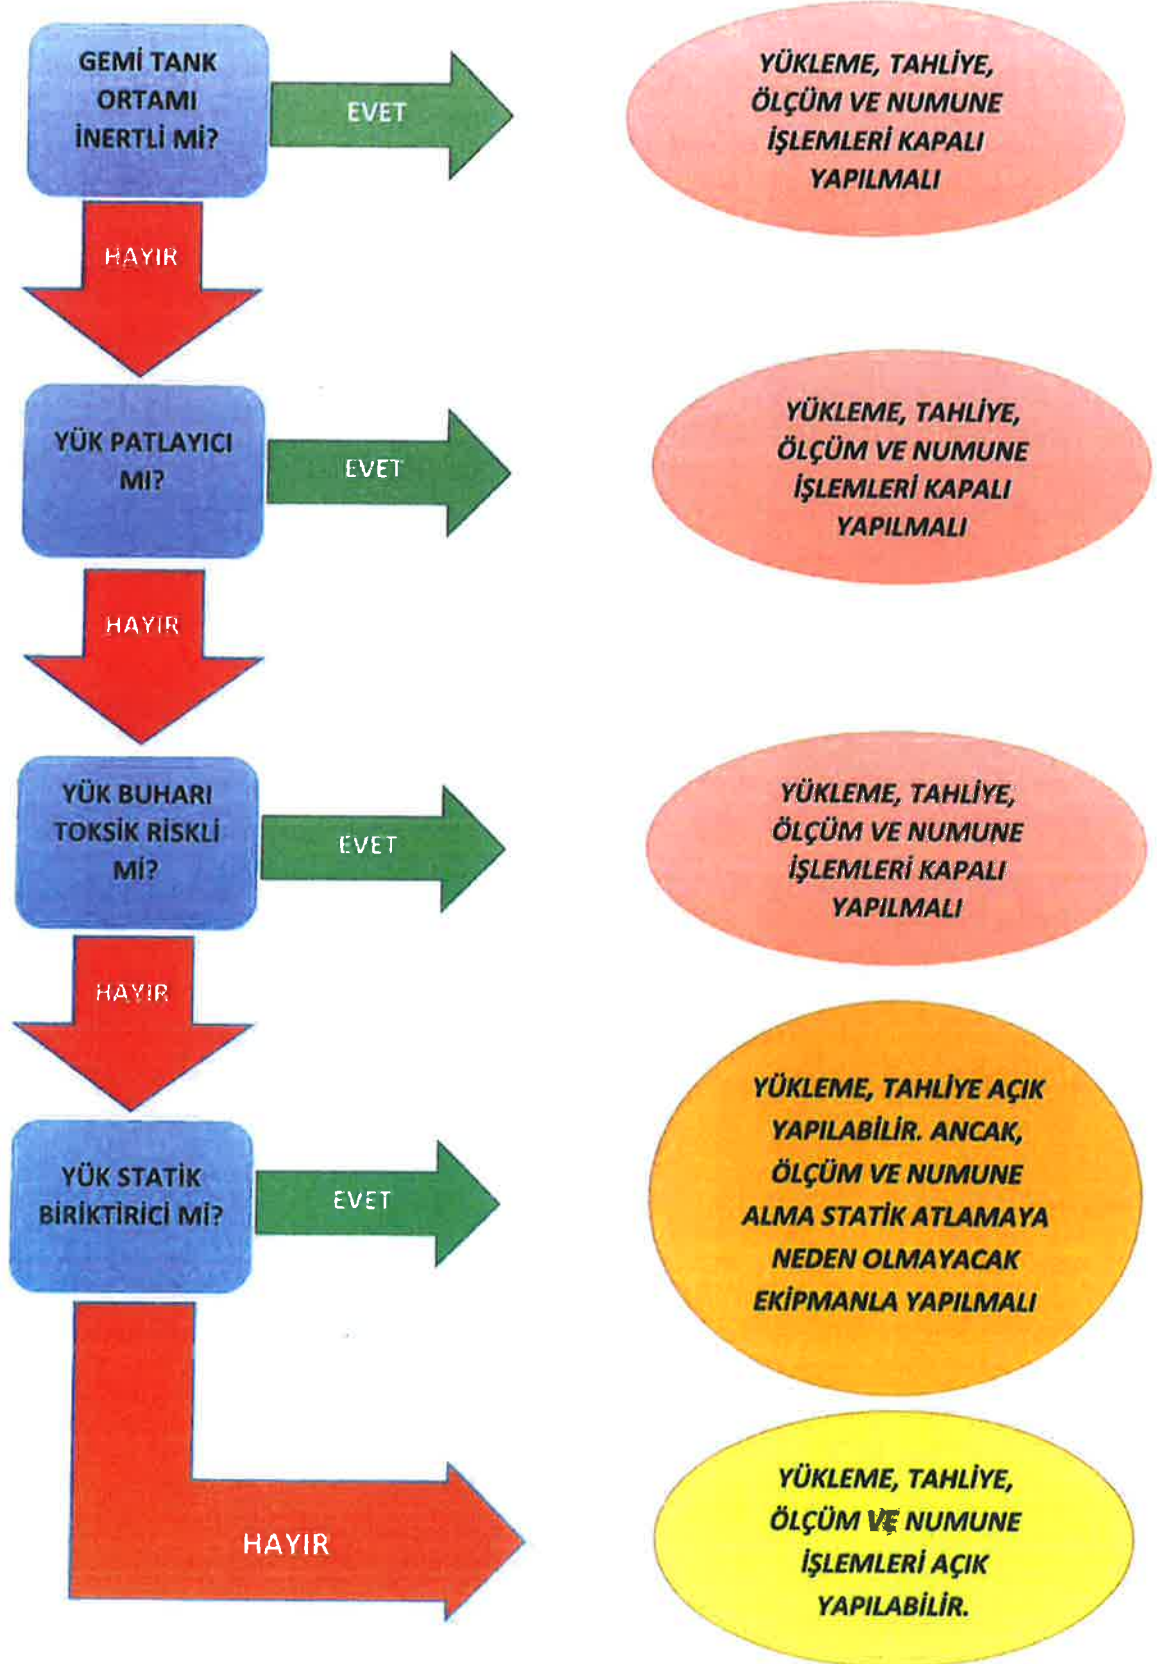 GEMİ TANK
ORTAMI
İNERTLİ Mİ?
EVET
YÜKLEME, TAHLİYE,
ÖLÇÜM VE NUMUNE
İŞLEMLERİ KAPALI
YAPILMALI
HAYIR
YÜK PATLAYICI
MI?
EVET
YÜKLEME, TAHLİYE,
ÖLÇÜM VE NUMUNE
İŞLEMLERİ KAPALI
YAPILMALI
HAYIR
YÜK BUHARI
TOKSİK RİSKLİ
Mİ?
EVET
YÜKLEME, TAHLİYE,
ÖLÇÜM VE NUMUNE
İŞLEMLERİ KAPALI
YAPILMALI
HAYIR
YÜK STATİK
BİRİKTİRİCİ Mİ?
EVET
YÜKLEME, TAHLİYE AÇIK
YAPILABİLİR. ANCAK,
ÖLÇÜM VE NUMUNE
ALMA STATİK ATLAMAYA
NEDEN OLMAYACAK
EKİPMANLA YAPILMALI
HAYIR
YÜKLEME, TAHLİYE,
ÖLÇÜM VE NUMUNE
İŞLEMLERİ AÇIK
YAPILABİLİR.